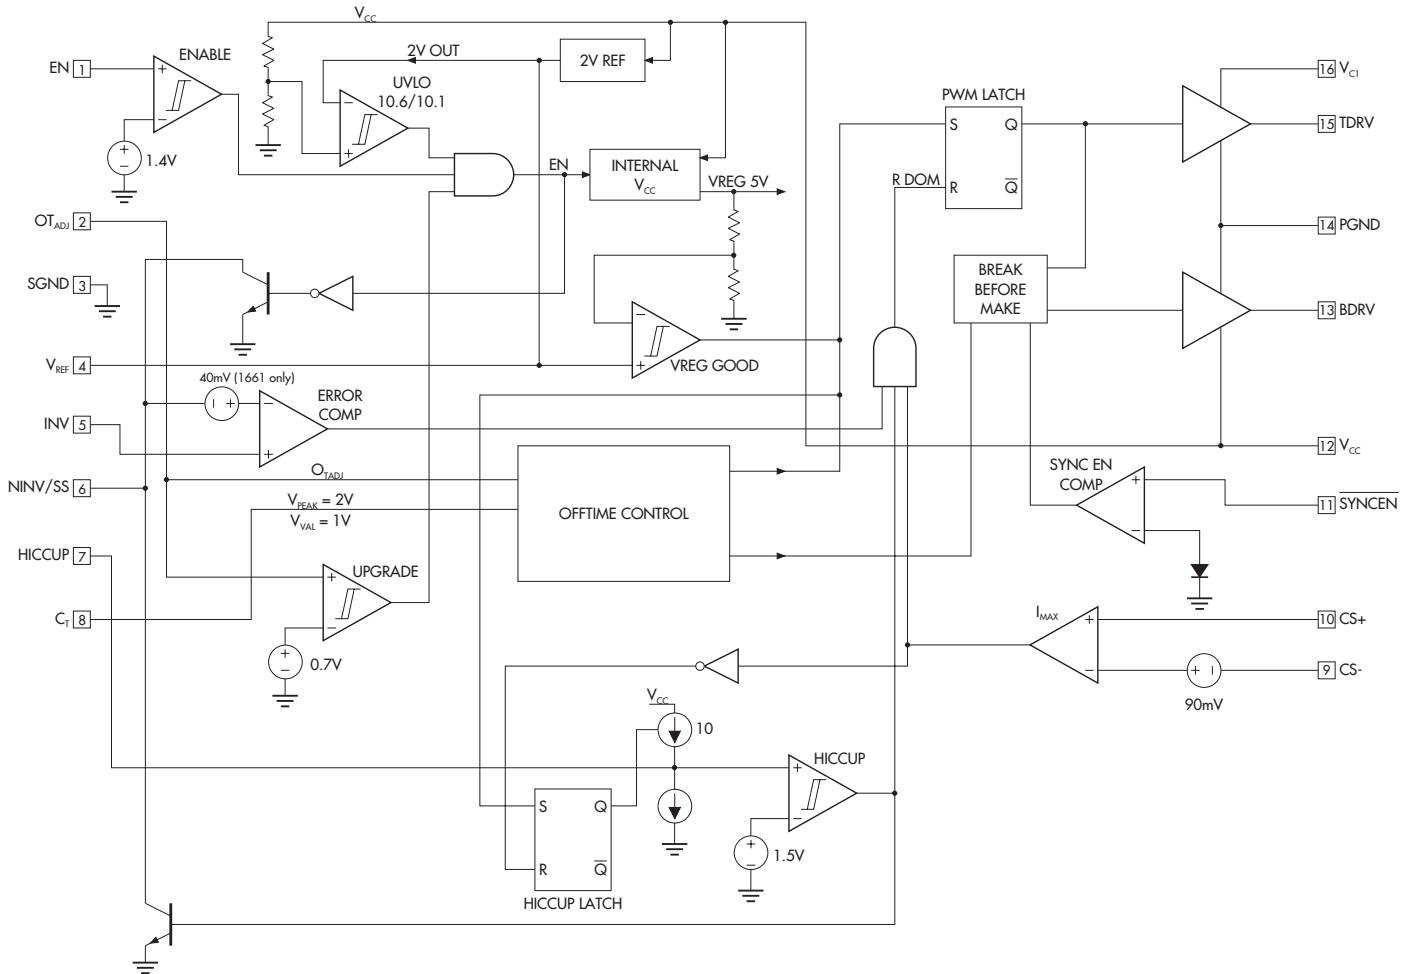 V_CC
ENABLE
EN 1
+
−
+
−
1.4V
2V OUT
2V REF
UVLO
10.6/10.1
−
+
EN
INTERNAL
V_CC
VREG 5V
PWM LATCH
S Q
R DOM
R Q̅
16 V_C1
15 TDRV
14 PGND
13 BDRV
12 V_CC
BREAK
BEFORE
MAKE
OT_ADJ 2
SGND 3
V_REF 4
−
+
VREG GOOD
40mV (1661 only)
− +
−
+
ERROR
COMP
INV 5
NINV/SS 6
O_TADJ
V_PEAK = 2V
V_VAL = 1V
OFFTIME CONTROL
SYNC EN
COMP
+
−
11 S̅Y̅N̅C̅E̅N̅
HICCUP 7
C_T 8
UPGRADE
+
−
+
−
0.7V
I_MAX
+
−
10 CS+
+ −
9 CS-
90mV
V_CC
10
HICCUP
+
−
+
−
1.5V
S Q
R Q̅
HICCUP LATCH